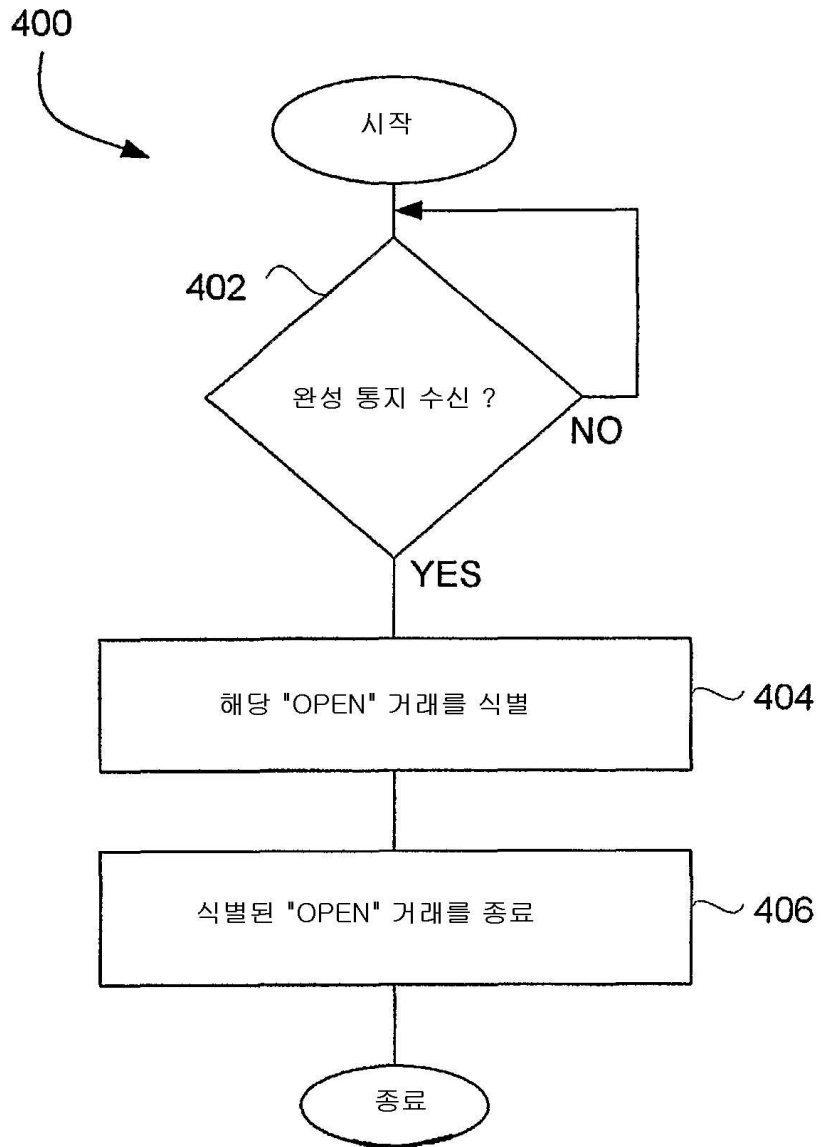 400
시작
402
완성 통지 수신 ?
NO
YES
해당 "OPEN" 거래를 식별
404
식별된 "OPEN" 거래를 종료
406
종료